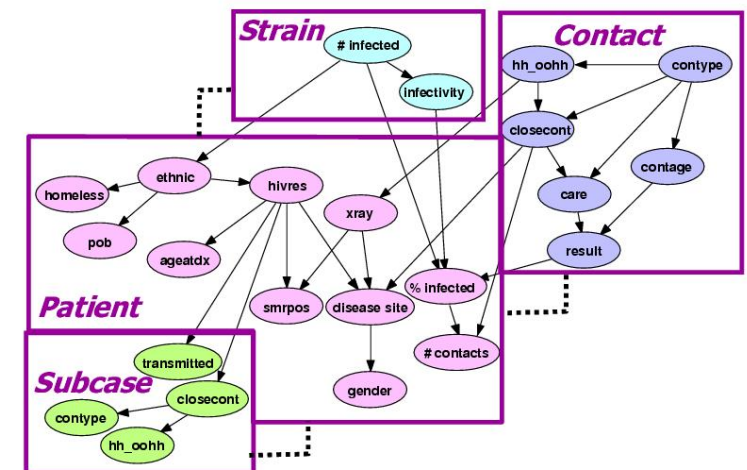 Strain
# infected
infectivity
Contact
hh_oohh
contype
closecont
contage
care
result
ethnic
homeless
pob
hivres
ageatdx
xray
smrpos
disease site
% infected
# contacts
gender
Patient
Subcase
transmitted
closecont
contype
hh_oohh